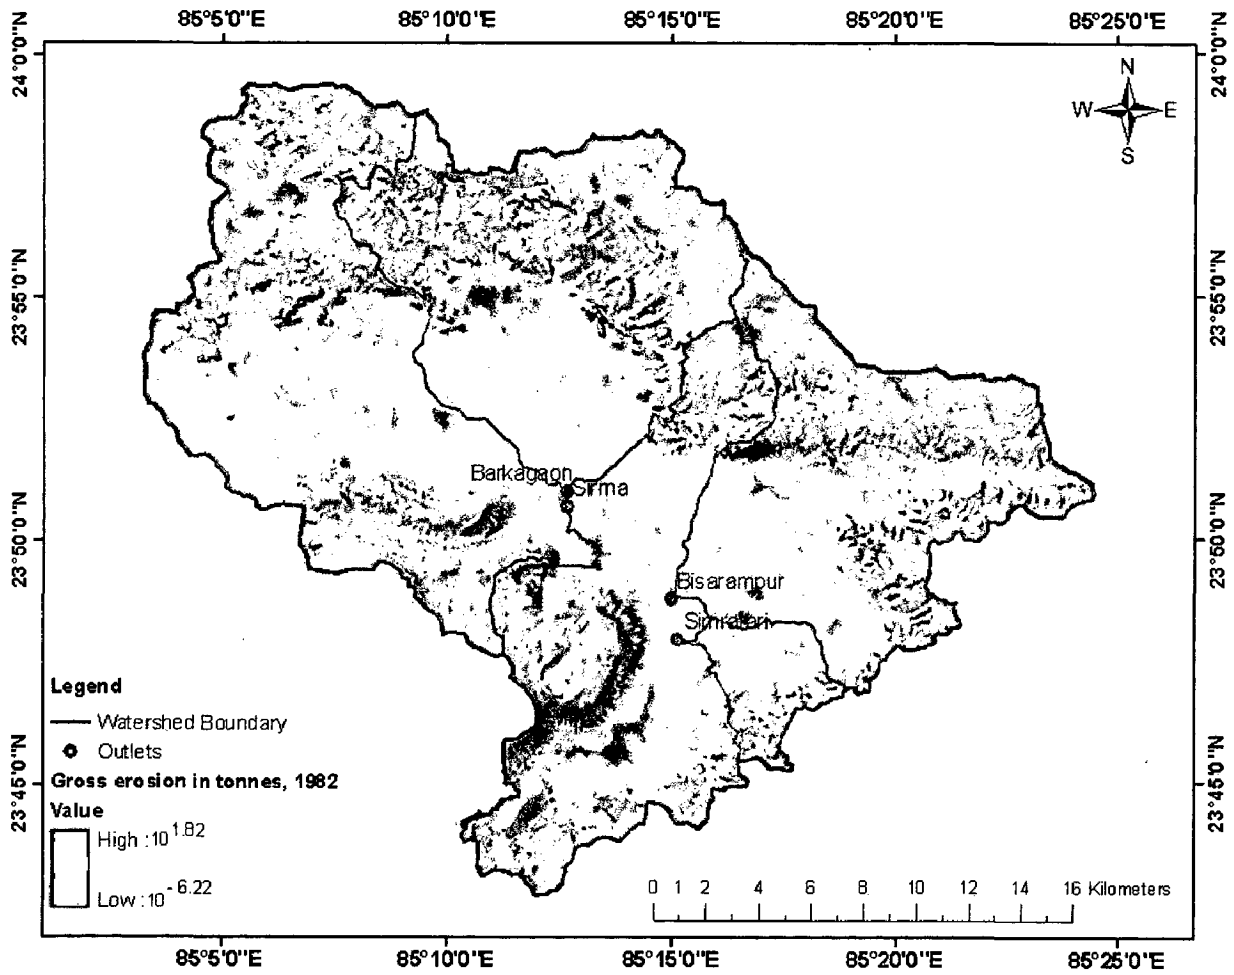 85°5'0"E 85°10'0"E 85°15'0"E 85°20'0"E 85°25'0"E
24°0'0"N 24°0'0"N
N
W E
S
23°55'0"N 23°55'0"N
Barkagaon
Sirma
23°50'0"N 23°50'0"N
Bisarampur
Simratari
Legend
Watershed Boundary
Outlets
Gross erosion in tonnes, 1982
Value
High : 10^1.82
Low : 10^-6.22
23°45'0"N 23°45'0"N
0 1 2 4 6 8 10 12 14 16 Kilometers
85°5'0"E 85°10'0"E 85°15'0"E 85°20'0"E 85°25'0"E